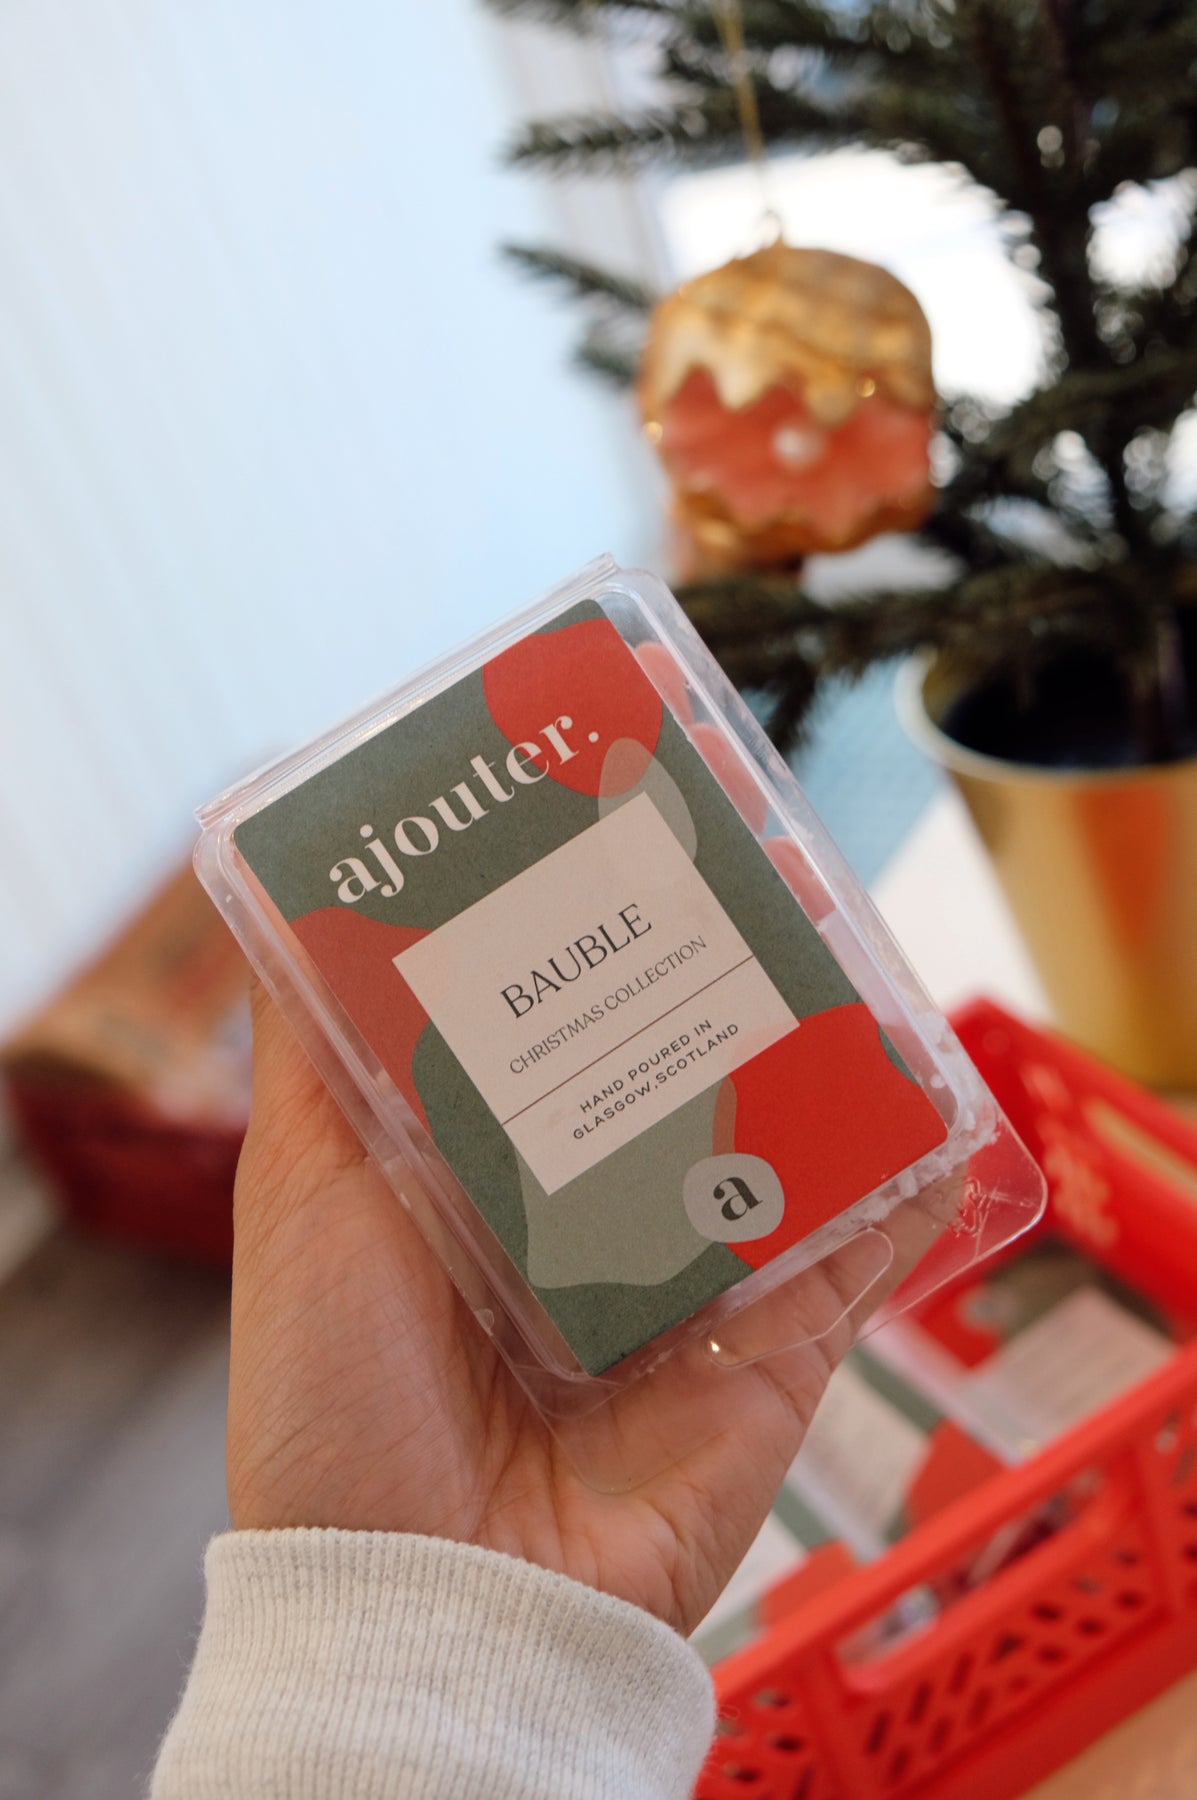 ajouter.
BAUBLE
CHRISTMAS COLLECTION
HAND POURED IN
GLASGOW,SCOTLAND
a